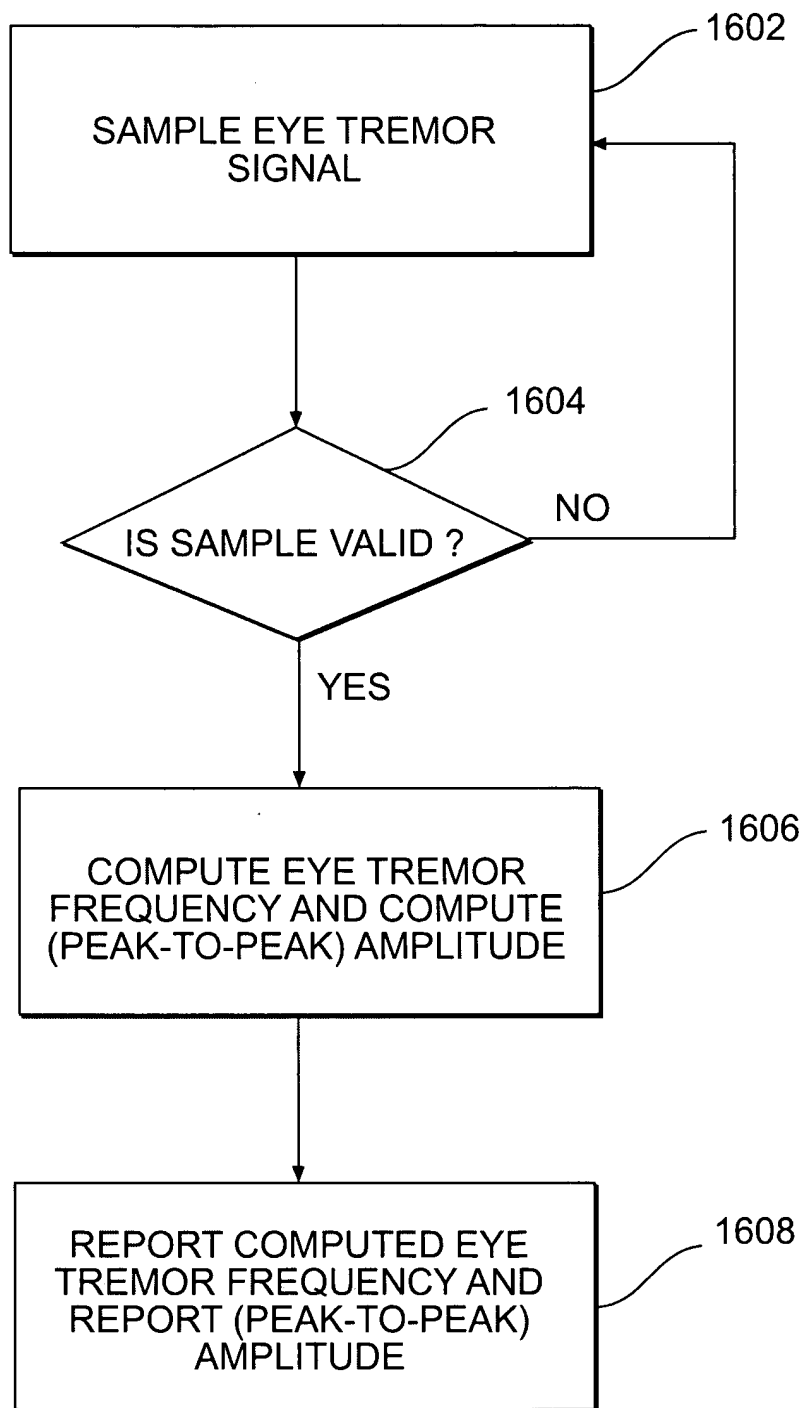 1602
SAMPLE EYE TREMOR
SIGNAL
1604
IS SAMPLE VALID ?
NO
YES
1606
COMPUTE EYE TREMOR
FREQUENCY AND COMPUTE
(PEAK-TO-PEAK) AMPLITUDE
1608
REPORT COMPUTED EYE
TREMOR FREQUENCY AND
REPORT (PEAK-TO-PEAK)
AMPLITUDE